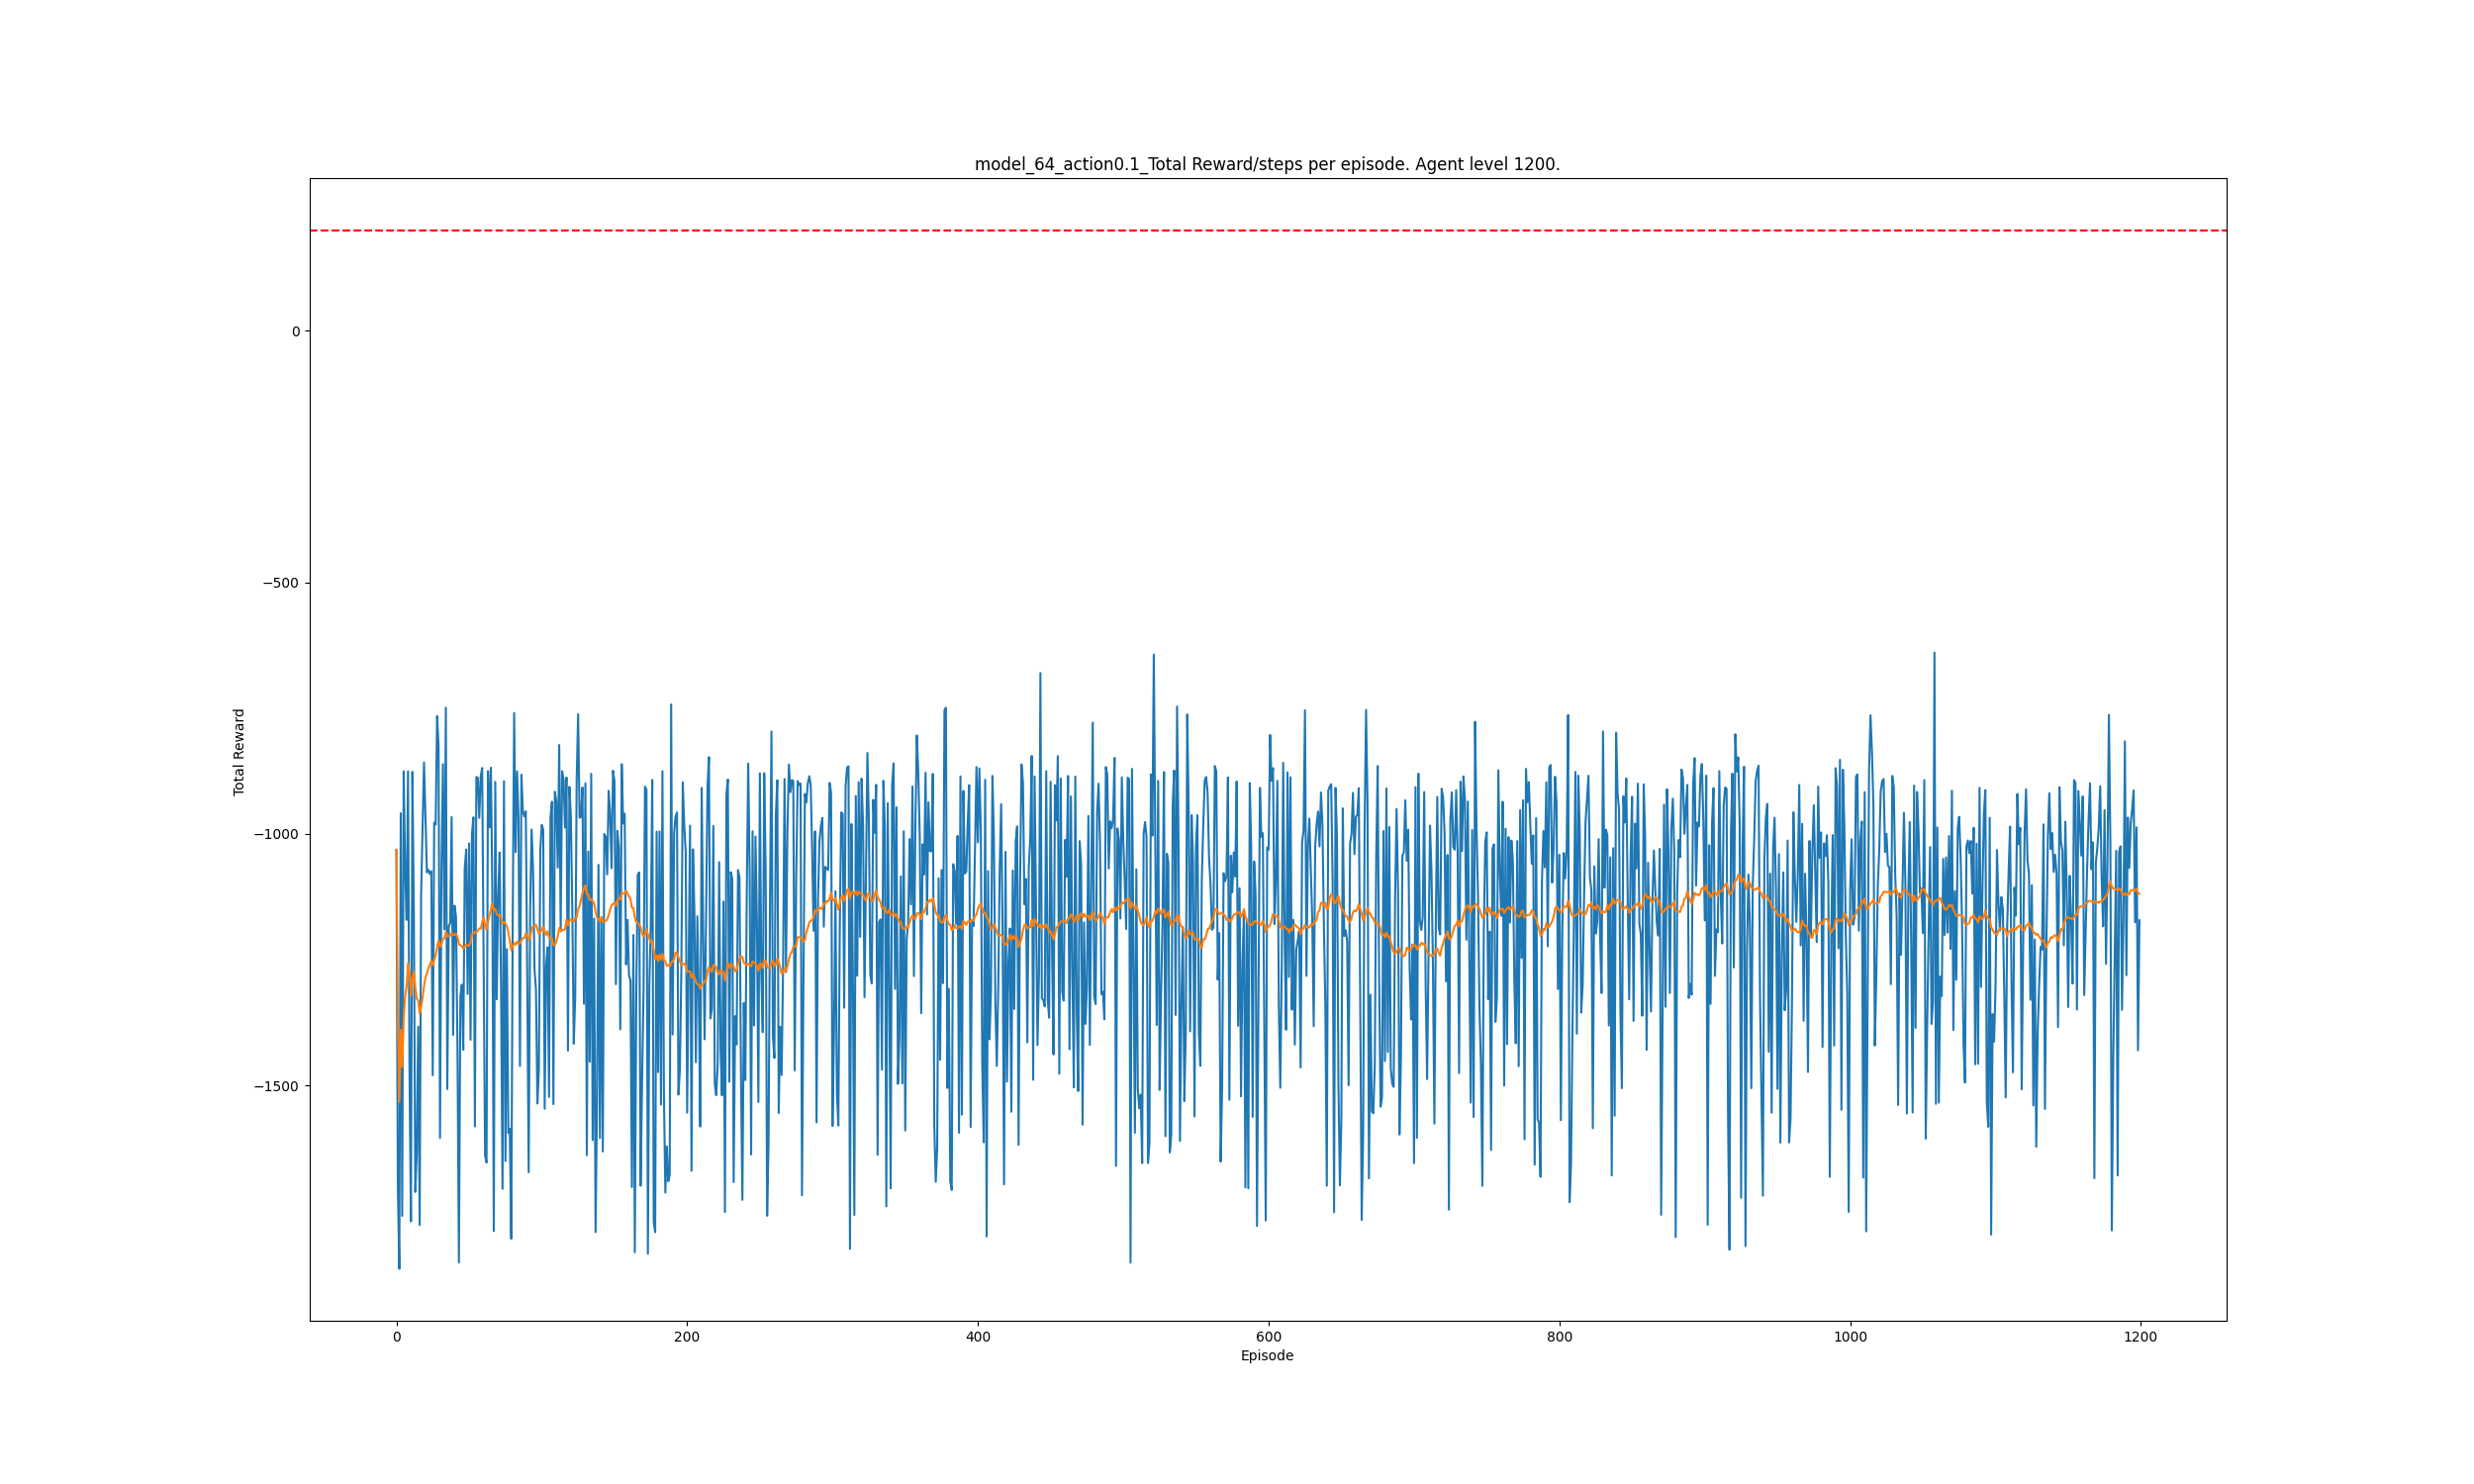 model_64_action0.1_Total Reward/steps per episode. Agent level 1200.
Total Reward
0
−500
−1000
−1500
0 200 400 600 800 1000 1200
Episode